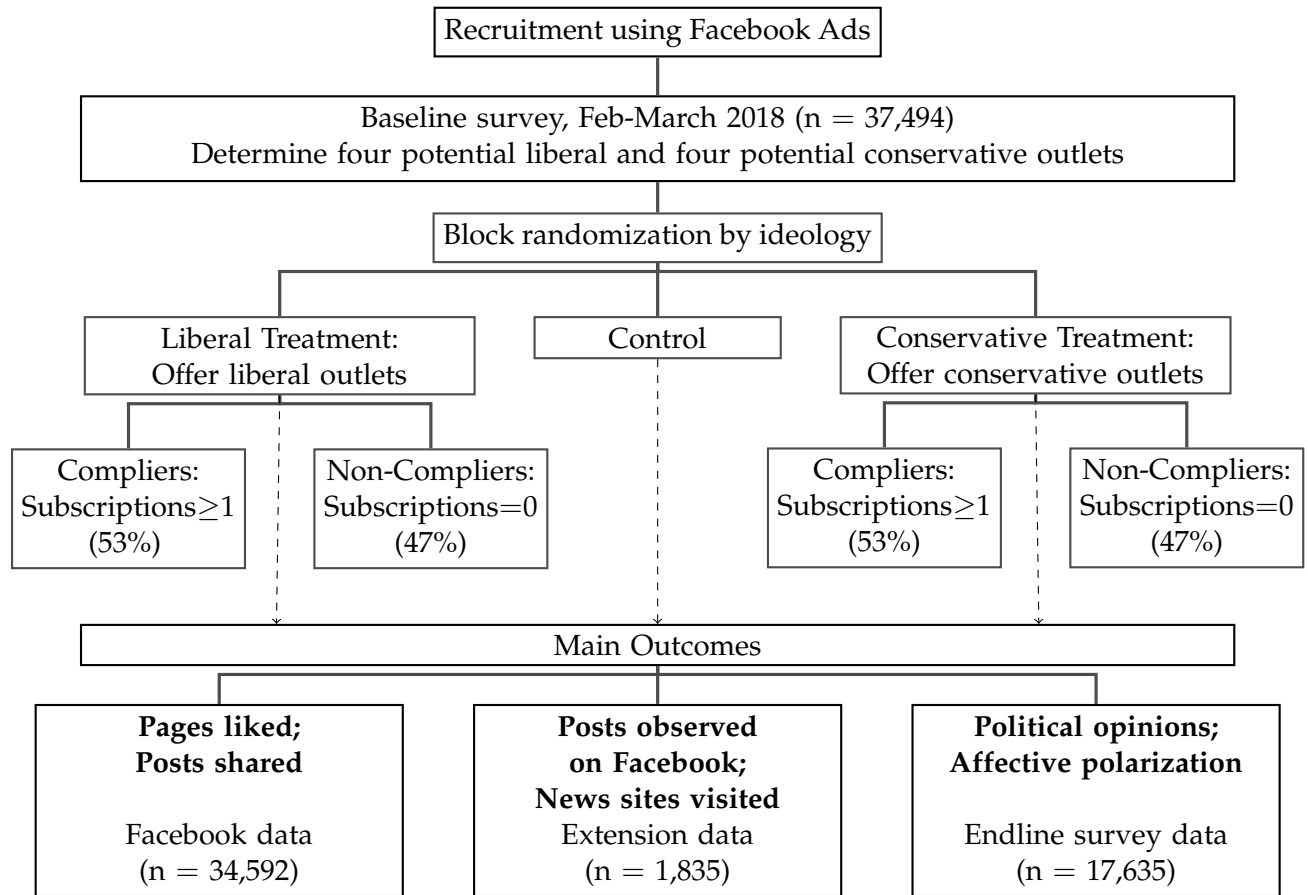 Recruitment using Facebook Ads
Baseline survey, Feb-March 2018 (n = 37,494)
Determine four potential liberal and four potential conservative outlets
Block randomization by ideology
Liberal Treatment:
Offer liberal outlets
Control
Conservative Treatment:
Offer conservative outlets
Compliers:
Subscriptions≥1
(53%)
Non-Compliers:
Subscriptions=0
(47%)
Compliers:
Subscriptions≥1
(53%)
Non-Compliers:
Subscriptions=0
(47%)
Main Outcomes
Pages liked;
Posts shared
Facebook data
(n = 34,592)
Posts observed
on Facebook;
News sites visited
Extension data
(n = 1,835)
Political opinions;
Affective polarization
Endline survey data
(n = 17,635)